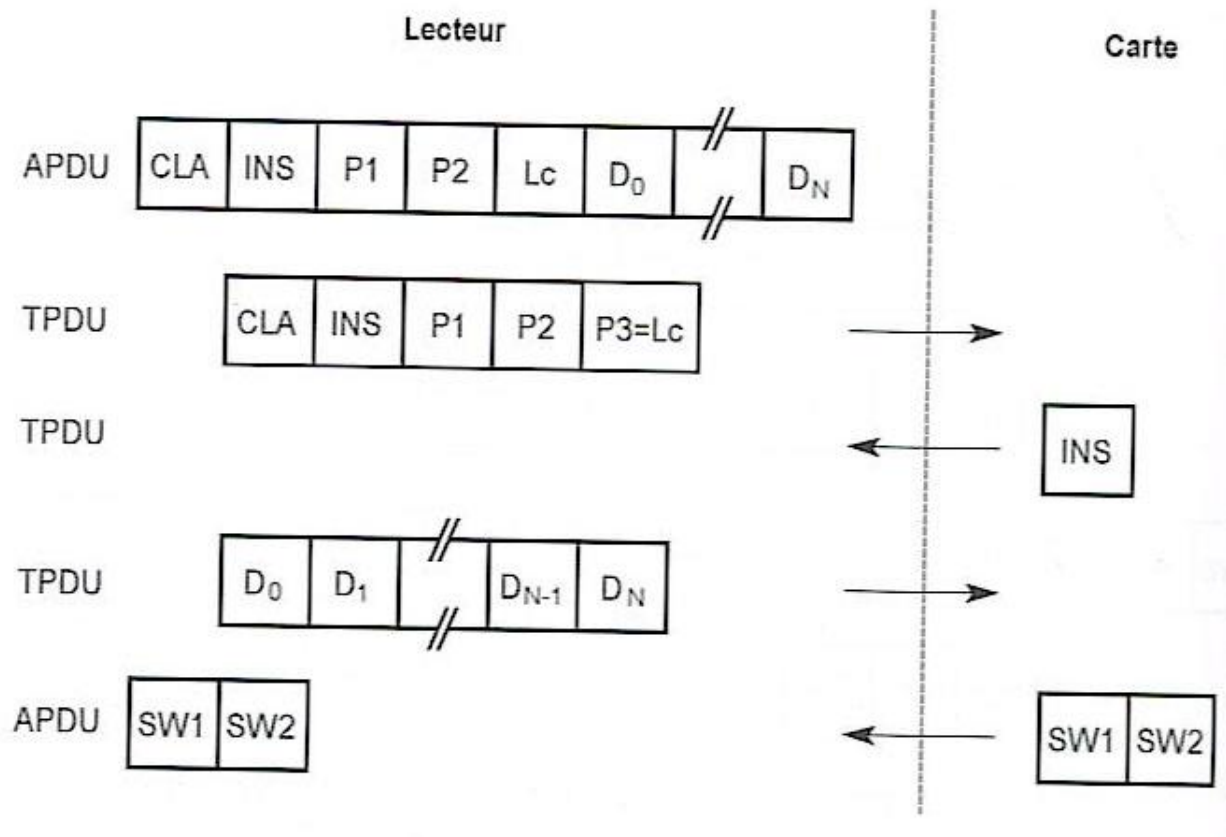 Lecteur
Carte
APDU CLA INS P1 P2 Lc D0 DN
TPDU CLA INS P1 P2 P3=Lc
TPDU INS
TPDU D0 D1 DN-1 DN
APDU SW1 SW2 SW1 SW2